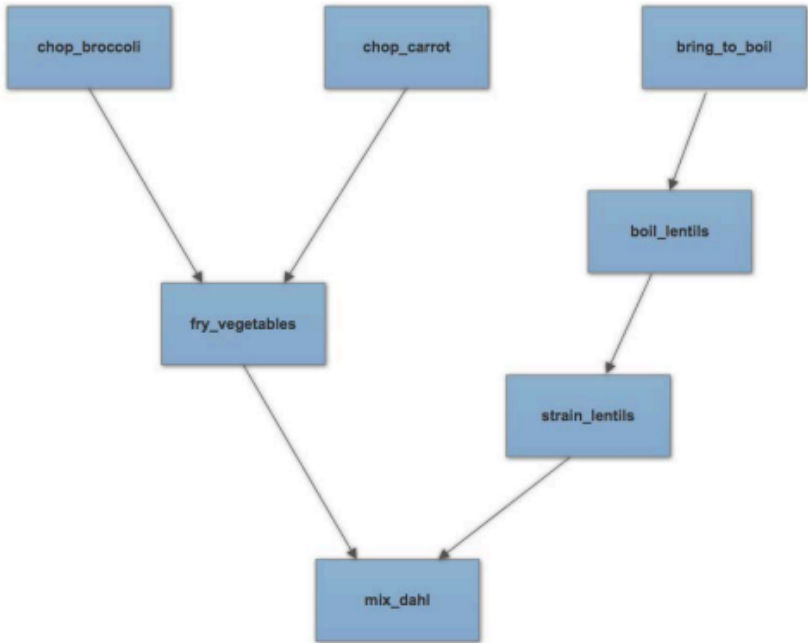 chop_broccoli
chop_carrot
bring_to_boil
boil_lentils
fry_vegetables
strain_lentils
mix_dahl